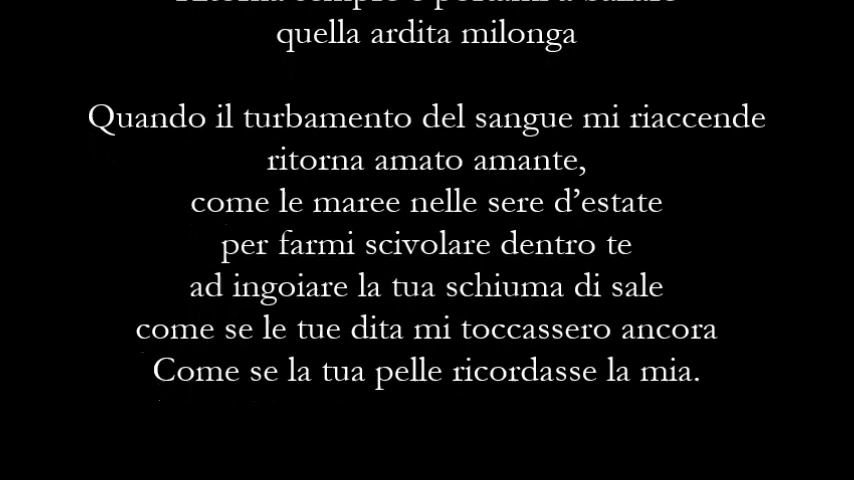 quella ardita milonga
Quando il turbamento del sangue mi riaccende
ritorna amato amante,
come le maree nelle sere d’estate
per farmi scivolare dentro te
ad ingoiare la tua schiuma di sale
come se le tue dita mi toccassero ancora
Come se la tua pelle ricordasse la mia.